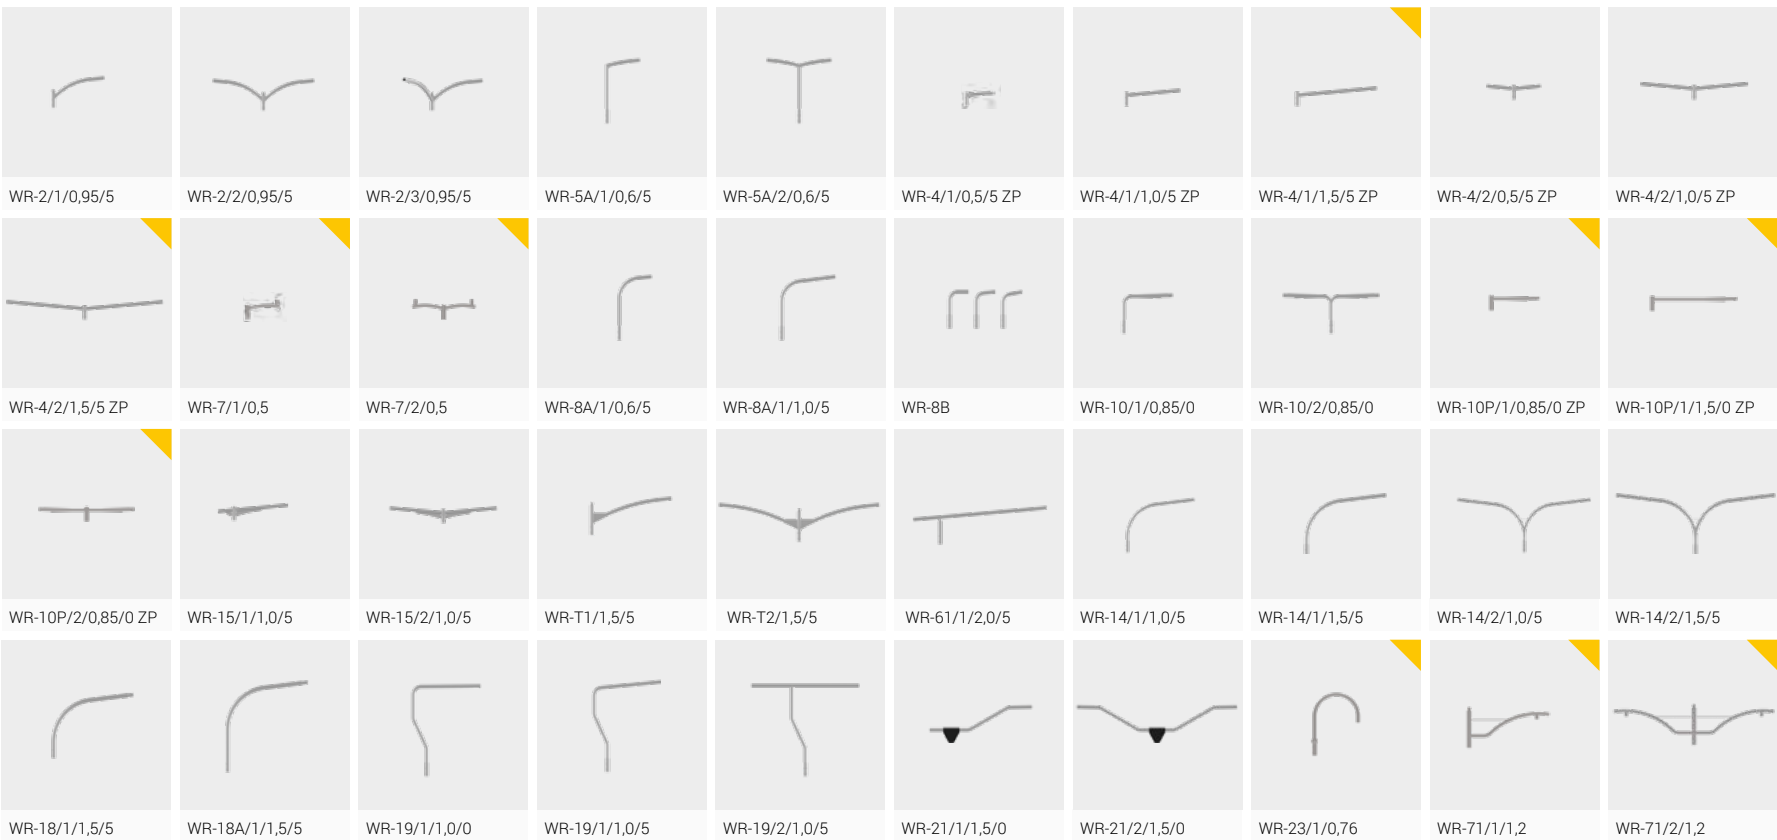 WR-2/1/0,95/5
WR-2/2/0,95/5
WR-2/3/0,95/5
WR-5A/1/0,6/5
WR-5A/2/0,6/5
WR-4/1/0,5/5 ZP
WR-4/1/1,0/5 ZP
WR-4/1/1,5/5 ZP
WR-4/2/0,5/5 ZP
WR-4/2/1,0/5 ZP
WR-4/2/1,5/5 ZP
WR-7/1/0,5
WR-7/2/0,5
WR-8A/1/0,6/5
WR-8A/1/1,0/5
WR-8B
WR-10/1/0,85/0
WR-10/2/0,85/0
WR-10P/1/0,85/0 ZP
WR-10P/1/1,5/0 ZP
WR-10P/2/0,85/0 ZP
WR-15/1/1,0/5
WR-15/2/1,0/5
WR-T1/1,5/5
WR-T2/1,5/5
WR-61/1/2,0/5
WR-14/1/1,0/5
WR-14/1/1,5/5
WR-14/2/1,0/5
WR-14/2/1,5/5
WR-18/1/1,5/5
WR-18A/1/1,5/5
WR-19/1/1,0/0
WR-19/1/1,0/5
WR-19/2/1,0/5
WR-21/1/1,5/0
WR-21/2/1,5/0
WR-23/1/0,76
WR-71/1/1,2
WR-71/2/1,2